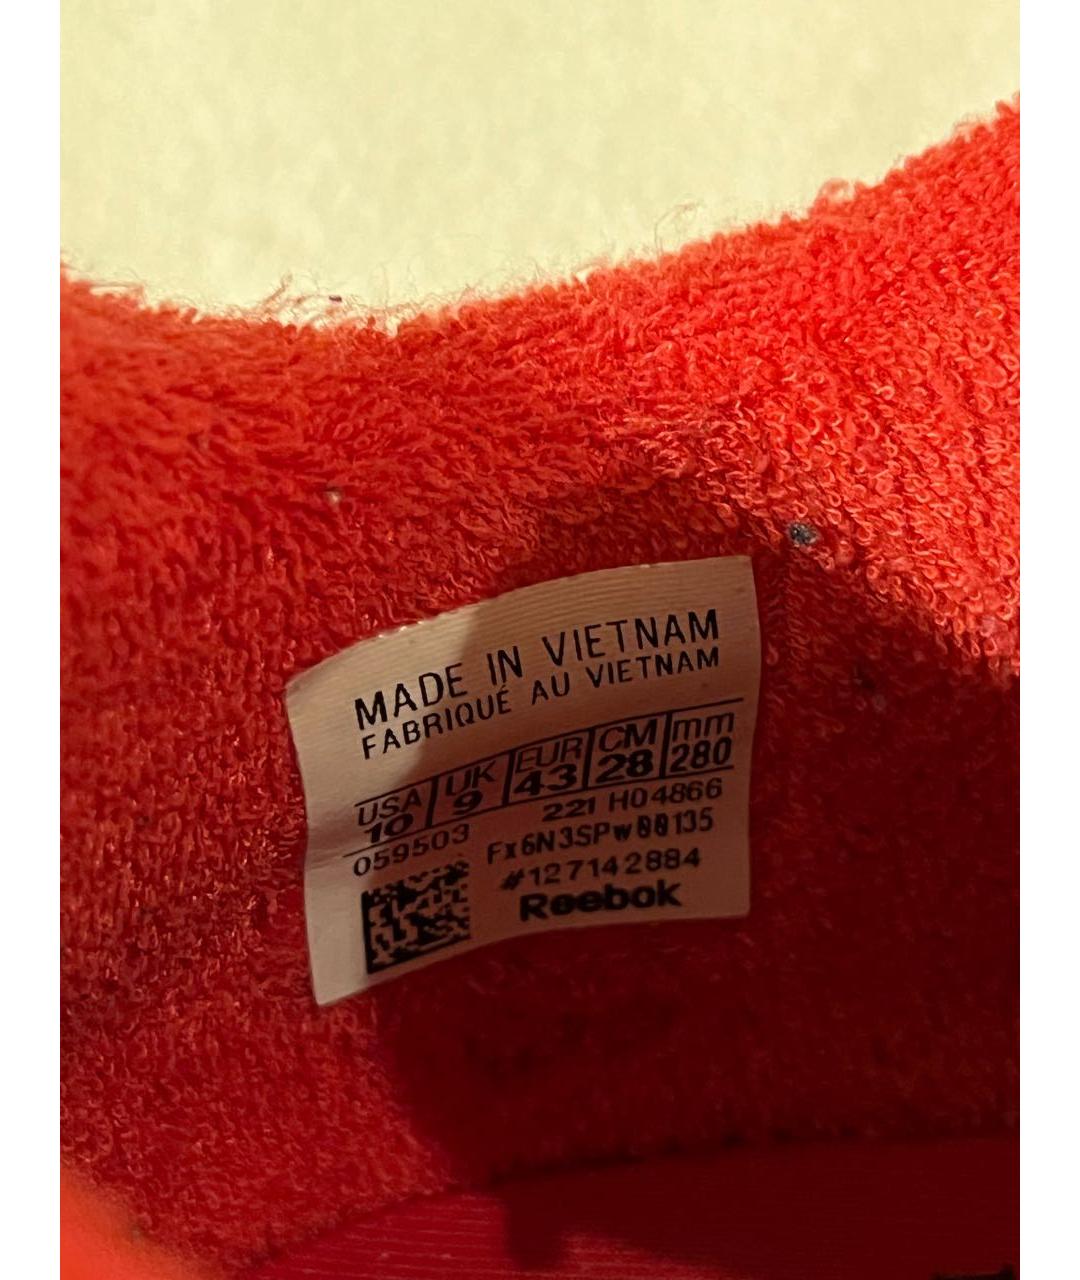 MADE IN VIETNAM
FABRIQUÉ AU VIETNAM
USA UK EUR CM mm
10 9 43 28 280
059503 221 H04866
Fx6N3SPw00135
#127142884
Reebok